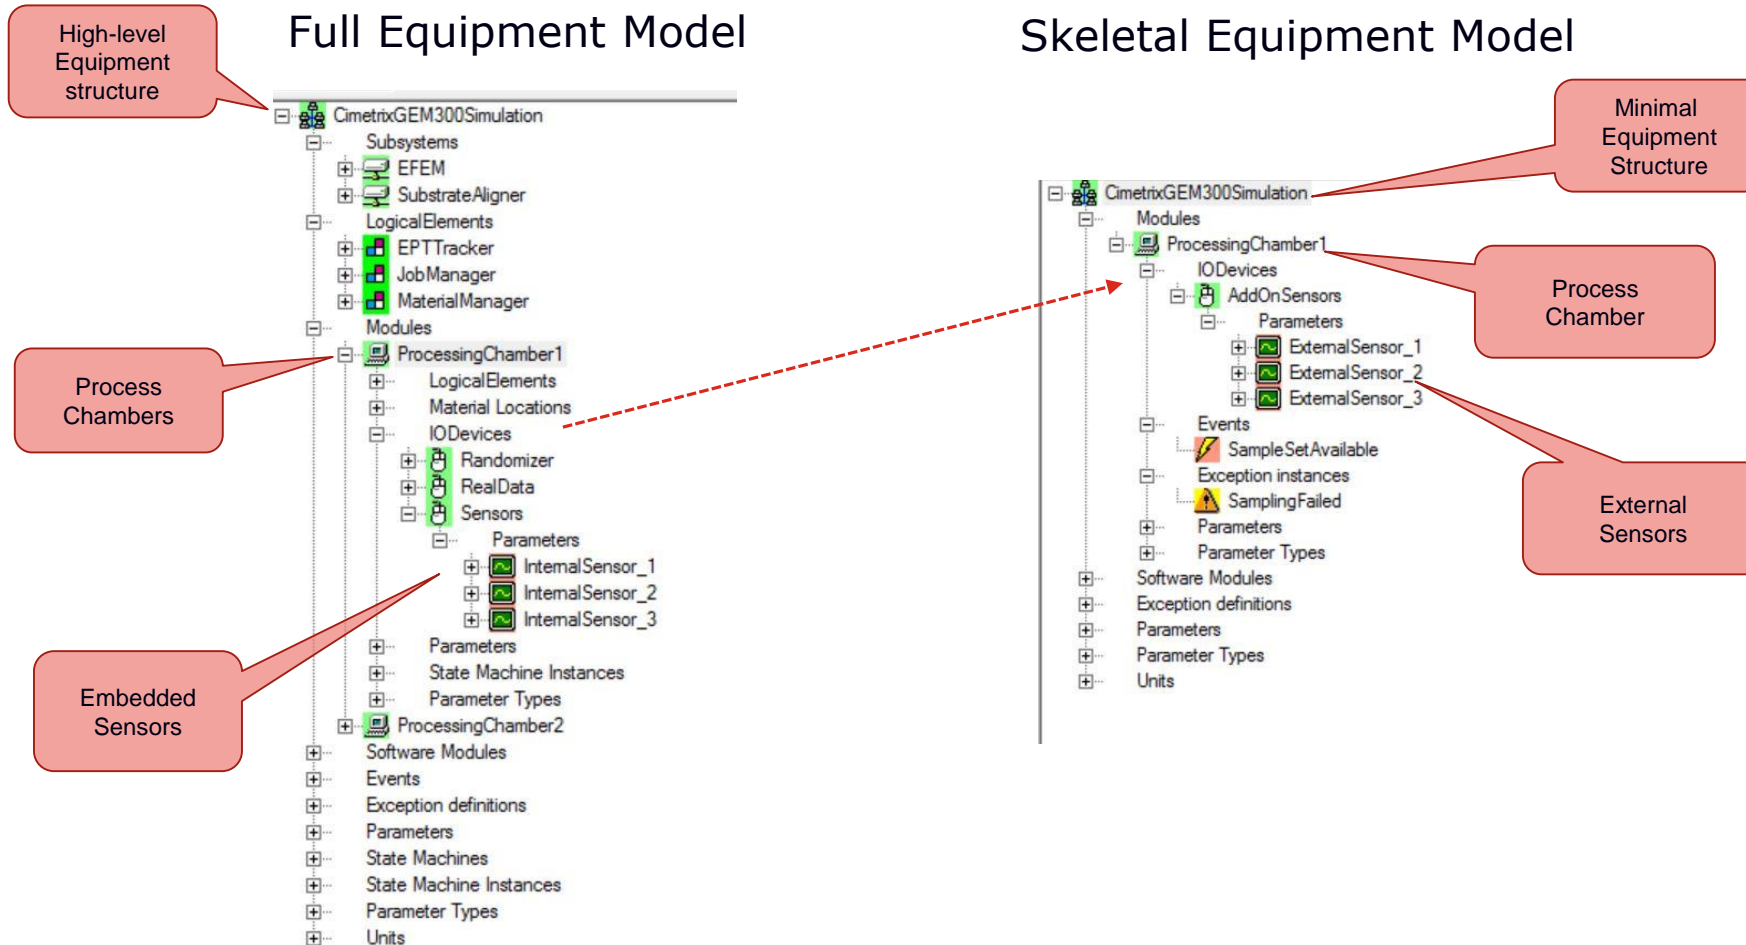 Full Equipment Model
Skeletal Equipment Model
High-level
Equipment
structure
CimetrixGEM300Simulation
Subsystems
EFEM
SubstrateAligner
LogicalElements
EPTTracker
JobManager
MaterialManager
Modules
ProcessingChamber1
LogicalElements
Material Locations
IODevices
Randomizer
RealData
Sensors
Parameters
InternalSensor_1
InternalSensor_2
InternalSensor_3
Parameters
State Machine Instances
Parameter Types
ProcessingChamber2
Software Modules
Events
Exception definitions
Parameters
State Machines
State Machine Instances
Parameter Types
Units
Process
Chambers
Embedded
Sensors
CimetrixGEM300Simulation
Modules
ProcessingChamber1
IODevices
AddOnSensors
Parameters
ExternalSensor_1
ExternalSensor_2
ExternalSensor_3
Events
SampleSetAvailable
Exception instances
SamplingFailed
Parameters
Parameter Types
Software Modules
Exception definitions
Parameters
Parameter Types
Units
Minimal
Equipment
Structure
Process
Chamber
External
Sensors